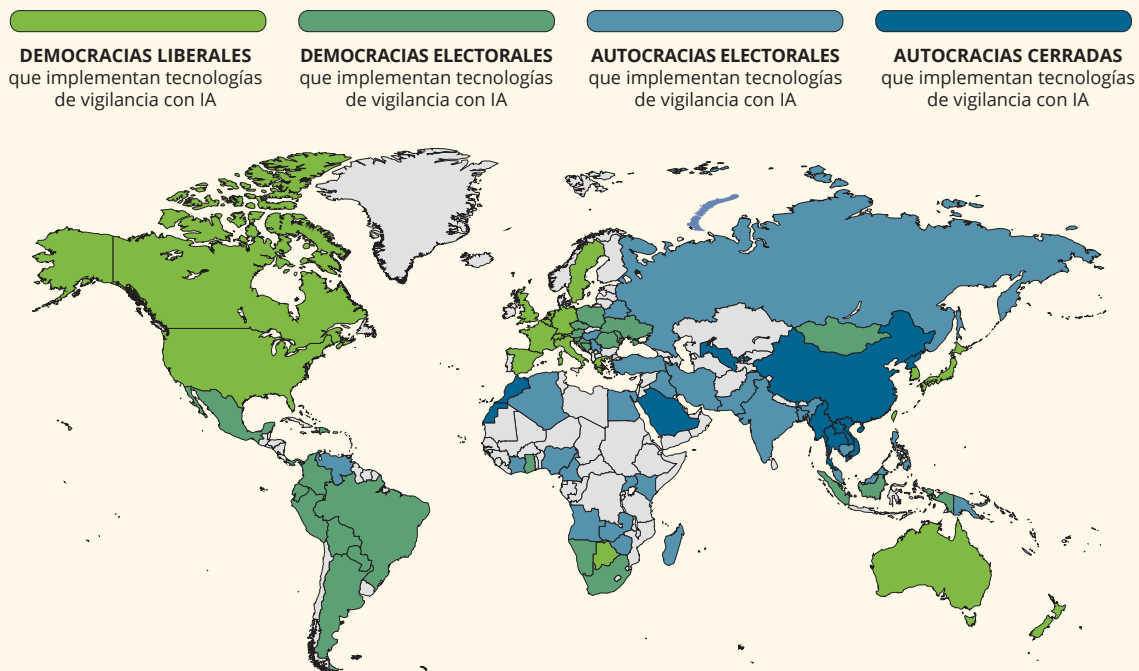 DEMOCRACIAS LIBERALES
que implementan tecnologías
de vigilancia con IA
DEMOCRACIAS ELECTORALES
que implementan tecnologías
de vigilancia con IA
AUTOCRACIAS ELECTORALES
que implementan tecnologías
de vigilancia con IA
AUTOCRACIAS CERRADAS
que implementan tecnologías
de vigilancia con IA